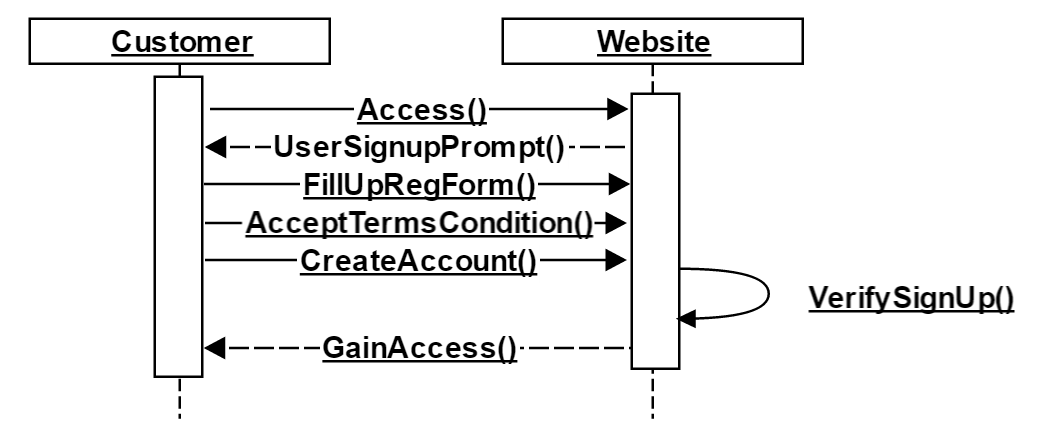 Customer
Website
Access()
UserSignupPrompt()
FillUpRegForm()
AcceptTermsCondition()
CreateAccount()
VerifySignUp()
GainAccess()